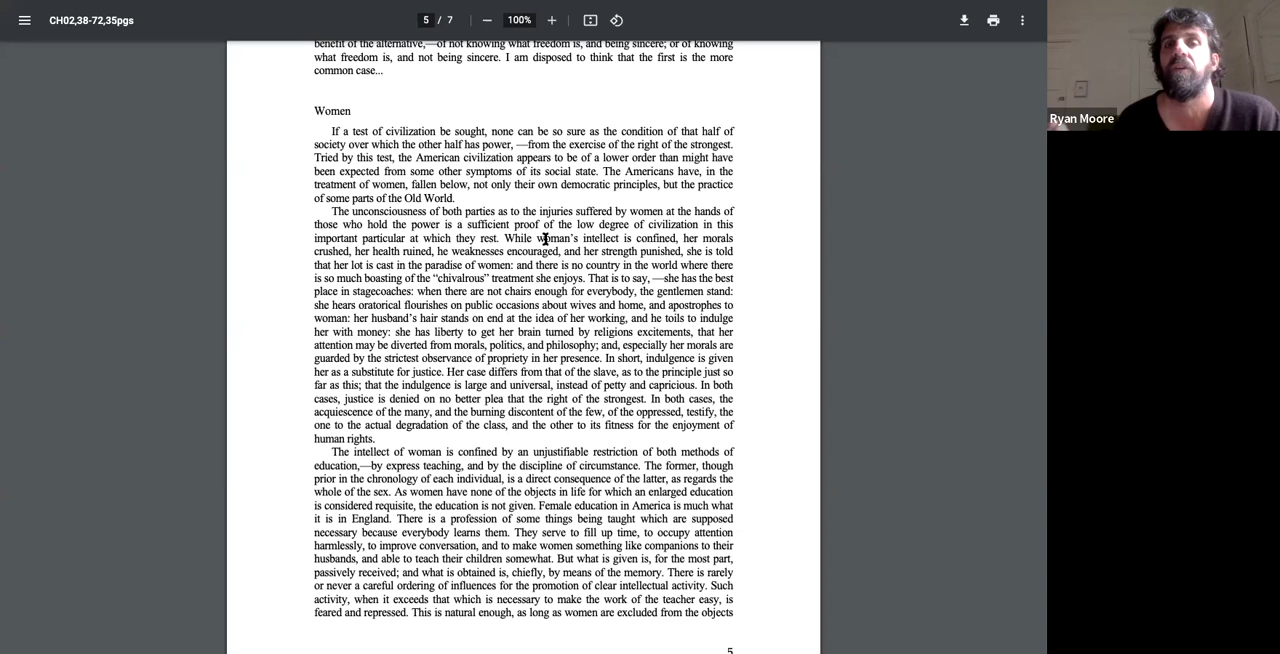 CH02,38-72,35pgs
5 / 7
100%
Ryan Moore
benefit of the alternative,—of not knowing what freedom is, and being sincere; or of knowing
what freedom is, and not being sincere. I am disposed to think that the first is the more
common case...
Women
If a test of civilization be sought, none can be so sure as the condition of that half of
society over which the other half has power, —from the exercise of the right of the strongest.
Tried by this test, the American civilization appears to be of a lower order than might have
been expected from some other symptoms of its social state. The Americans have, in the
treatment of women, fallen below, not only their own democratic principles, but the practice
of some parts of the Old World.
The unconsciousness of both parties as to the injuries suffered by women at the hands of
those who hold the power is a sufficient proof of the low degree of civilization in this
important particular at which they rest. While woman's intellect is confined, her morals
crushed, her health ruined, he weaknesses encouraged, and her strength punished, she is told
that her lot is cast in the paradise of women: and there is no country in the world where there
is so much boasting of the “chivalrous” treatment she enjoys. That is to say, —she has the best
place in stagecoaches: when there are not chairs enough for everybody, the gentlemen stand:
she hears oratorical flourishes on public occasions about wives and home, and apostrophes to
woman: her husband's hair stands on end at the idea of her working, and he toils to indulge
her with money: she has liberty to get her brain turned by religions excitements, that her
attention may be diverted from morals, politics, and philosophy; and, especially her morals are
guarded by the strictest observance of propriety in her presence. In short, indulgence is given
her as a substitute for justice. Her case differs from that of the slave, as to the principle just so
far as this; that the indulgence is large and universal, instead of petty and capricious. In both
cases, justice is denied on no better plea that the right of the strongest. In both cases, the
acquiescence of the many, and the burning discontent of the few, of the oppressed, testify, the
one to the actual degradation of the class, and the other to its fitness for the enjoyment of
human rights.
The intellect of woman is confined by an unjustifiable restriction of both methods of
education,—by express teaching, and by the discipline of circumstance. The former, though
prior in the chronology of each individual, is a direct consequence of the latter, as regards the
whole of the sex. As women have none of the objects in life for which an enlarged education
is considered requisite, the education is not given. Female education in America is much what
it is in England. There is a profession of some things being taught which are supposed
necessary because everybody learns them. They serve to fill up time, to occupy attention
harmlessly, to improve conversation, and to make women something like companions to their
husbands, and able to teach their children somewhat. But what is given is, for the most part,
passively received; and what is obtained is, chiefly, by means of the memory. There is rarely
or never a careful ordering of influences for the promotion of clear intellectual activity. Such
activity, when it exceeds that which is necessary to make the work of the teacher easy, is
feared and repressed. This is natural enough, as long as women are excluded from the objects
5